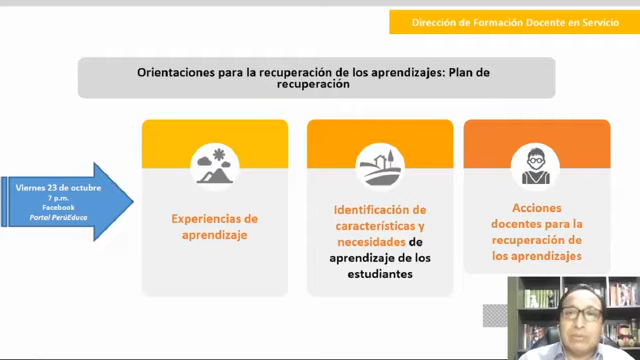 Dirección de Formación Docente en Servicio
Orientaciones para la recuperación de los aprendizajes: Plan de
recuperación
Viernes 23 de octubre
7 p.m.
Facebook
Portal PerúEduca
Experiencias de
aprendizaje
Identificación de
características y
necesidades de
aprendizaje de los
estudiantes
Acciones
docentes para la
recuperación de
los aprendizajes